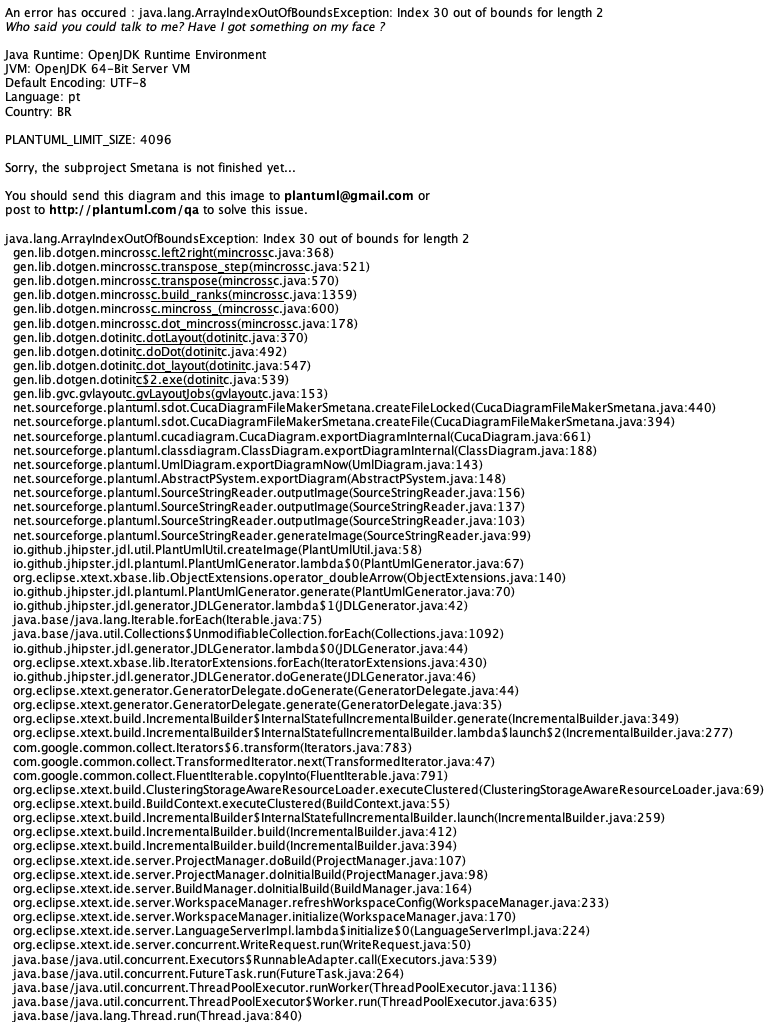 An error has occured : java.lang.ArrayIndexOutOfBoundsException: Index 30 out of bounds for length 2
Who said you could talk to me? Have I got something on my face ?
Java Runtime: OpenJDK Runtime Environment
JVM: OpenJDK 64-Bit Server VM
Default Encoding: UTF-8
Language: pt
Country: BR
PLANTUML_LIMIT_SIZE: 4096
Sorry, the subproject Smetana is not finished yet...
You should send this diagram and this image to plantuml@gmail.com or
post to http://plantuml.com/qa to solve this issue.
java.lang.ArrayIndexOutOfBoundsException: Index 30 out of bounds for length 2
gen.lib.dotgen.mincrossc.left2right(mincrossc.java:368)
gen.lib.dotgen.mincrossc.transpose_step(mincrossc.java:521)
gen.lib.dotgen.mincrossc.transpose(mincrossc.java:570)
gen.lib.dotgen.mincrossc.build_ranks(mincrossc.java:1359)
gen.lib.dotgen.mincrossc.mincross_(mincrossc.java:600)
gen.lib.dotgen.mincrossc.dot_mincross(mincrossc.java:178)
gen.lib.dotgen.dotinitc.dotLayout(dotinitc.java:370)
gen.lib.dotgen.dotinitc.doDot(dotinitc.java:492)
gen.lib.dotgen.dotinitc.dot_layout(dotinitc.java:547)
gen.lib.dotgen.dotinitc$2.exe(dotinitc.java:539)
gen.lib.gvc.gvlayoutc.gvLayoutJobs(gvlayoutc.java:153)
net.sourceforge.plantuml.sdot.CucaDiagramFileMakerSmetana.createFileLocked(CucaDiagramFileMakerSmetana.java:440)
net.sourceforge.plantuml.sdot.CucaDiagramFileMakerSmetana.createFile(CucaDiagramFileMakerSmetana.java:394)
net.sourceforge.plantuml.cucadiagram.CucaDiagram.exportDiagramInternal(CucaDiagram.java:661)
net.sourceforge.plantuml.classdiagram.ClassDiagram.exportDiagramInternal(ClassDiagram.java:188)
net.sourceforge.plantuml.UmlDiagram.exportDiagramNow(UmlDiagram.java:143)
net.sourceforge.plantuml.AbstractPSystem.exportDiagram(AbstractPSystem.java:148)
net.sourceforge.plantuml.SourceStringReader.outputImage(SourceStringReader.java:156)
net.sourceforge.plantuml.SourceStringReader.outputImage(SourceStringReader.java:137)
net.sourceforge.plantuml.SourceStringReader.outputImage(SourceStringReader.java:103)
net.sourceforge.plantuml.SourceStringReader.generateImage(SourceStringReader.java:99)
io.github.jhipster.jdl.util.PlantUmlUtil.createImage(PlantUmlUtil.java:58)
io.github.jhipster.jdl.plantuml.PlantUmlGenerator.lambda$0(PlantUmlGenerator.java:67)
org.eclipse.xtext.xbase.lib.ObjectExtensions.operator_doubleArrow(ObjectExtensions.java:140)
io.github.jhipster.jdl.plantuml.PlantUmlGenerator.generate(PlantUmlGenerator.java:70)
io.github.jhipster.jdl.generator.JDLGenerator.lambda$1(JDLGenerator.java:42)
java.base/java.lang.Iterable.forEach(Iterable.java:75)
java.base/java.util.Collections$UnmodifiableCollection.forEach(Collections.java:1092)
io.github.jhipster.jdl.generator.JDLGenerator.lambda$0(JDLGenerator.java:44)
org.eclipse.xtext.xbase.lib.IteratorExtensions.forEach(IteratorExtensions.java:430)
io.github.jhipster.jdl.generator.JDLGenerator.doGenerate(JDLGenerator.java:46)
org.eclipse.xtext.generator.GeneratorDelegate.doGenerate(GeneratorDelegate.java:44)
org.eclipse.xtext.generator.GeneratorDelegate.generate(GeneratorDelegate.java:35)
org.eclipse.xtext.build.IncrementalBuilder$InternalStatefulIncrementalBuilder.generate(IncrementalBuilder.java:349)
org.eclipse.xtext.build.IncrementalBuilder$InternalStatefulIncrementalBuilder.lambda$launch$2(IncrementalBuilder.java:277)
com.google.common.collect.Iterators$6.transform(Iterators.java:783)
com.google.common.collect.TransformedIterator.next(TransformedIterator.java:47)
com.google.common.collect.FluentIterable.copyInto(FluentIterable.java:791)
org.eclipse.xtext.build.ClusteringStorageAwareResourceLoader.executeClustered(ClusteringStorageAwareResourceLoader.java:69)
org.eclipse.xtext.build.BuildContext.executeClustered(BuildContext.java:55)
org.eclipse.xtext.build.IncrementalBuilder$InternalStatefulIncrementalBuilder.launch(IncrementalBuilder.java:259)
org.eclipse.xtext.build.IncrementalBuilder.build(IncrementalBuilder.java:412)
org.eclipse.xtext.build.IncrementalBuilder.build(IncrementalBuilder.java:394)
org.eclipse.xtext.ide.server.ProjectManager.doBuild(ProjectManager.java:107)
org.eclipse.xtext.ide.server.ProjectManager.doInitialBuild(ProjectManager.java:98)
org.eclipse.xtext.ide.server.BuildManager.doInitialBuild(BuildManager.java:164)
org.eclipse.xtext.ide.server.WorkspaceManager.refreshWorkspaceConfig(WorkspaceManager.java:233)
org.eclipse.xtext.ide.server.WorkspaceManager.initialize(WorkspaceManager.java:170)
org.eclipse.xtext.ide.server.LanguageServerImpl.lambda$initialize$0(LanguageServerImpl.java:224)
org.eclipse.xtext.ide.server.concurrent.WriteRequest.run(WriteRequest.java:50)
java.base/java.util.concurrent.Executors$RunnableAdapter.call(Executors.java:539)
java.base/java.util.concurrent.FutureTask.run(FutureTask.java:264)
java.base/java.util.concurrent.ThreadPoolExecutor.runWorker(ThreadPoolExecutor.java:1136)
java.base/java.util.concurrent.ThreadPoolExecutor$Worker.run(ThreadPoolExecutor.java:635)
java.base/java.lang.Thread.run(Thread.java:840)